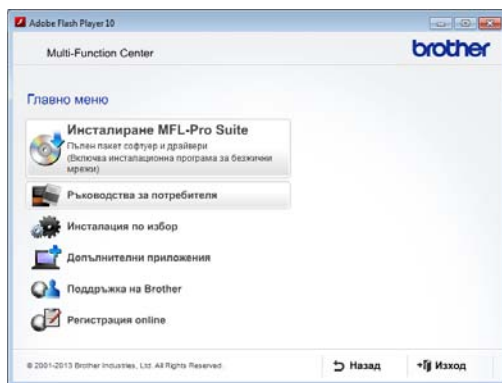 Adobe Flash Player 10
Multi-Function Center
brother
Главно меню
Инсталиране MFL-Pro Suite
Пълен пакет софтуер и драйвери
(Включва инсталационна програма за безжични
мрежи)
Ръководства за потребителя
Инсталация по избор
Допълнителни приложения
Поддръжка на Brother
Регистрация online
© 2001-2013 Brother Industries, Ltd. All Rights Reserved.
Назад
Изход